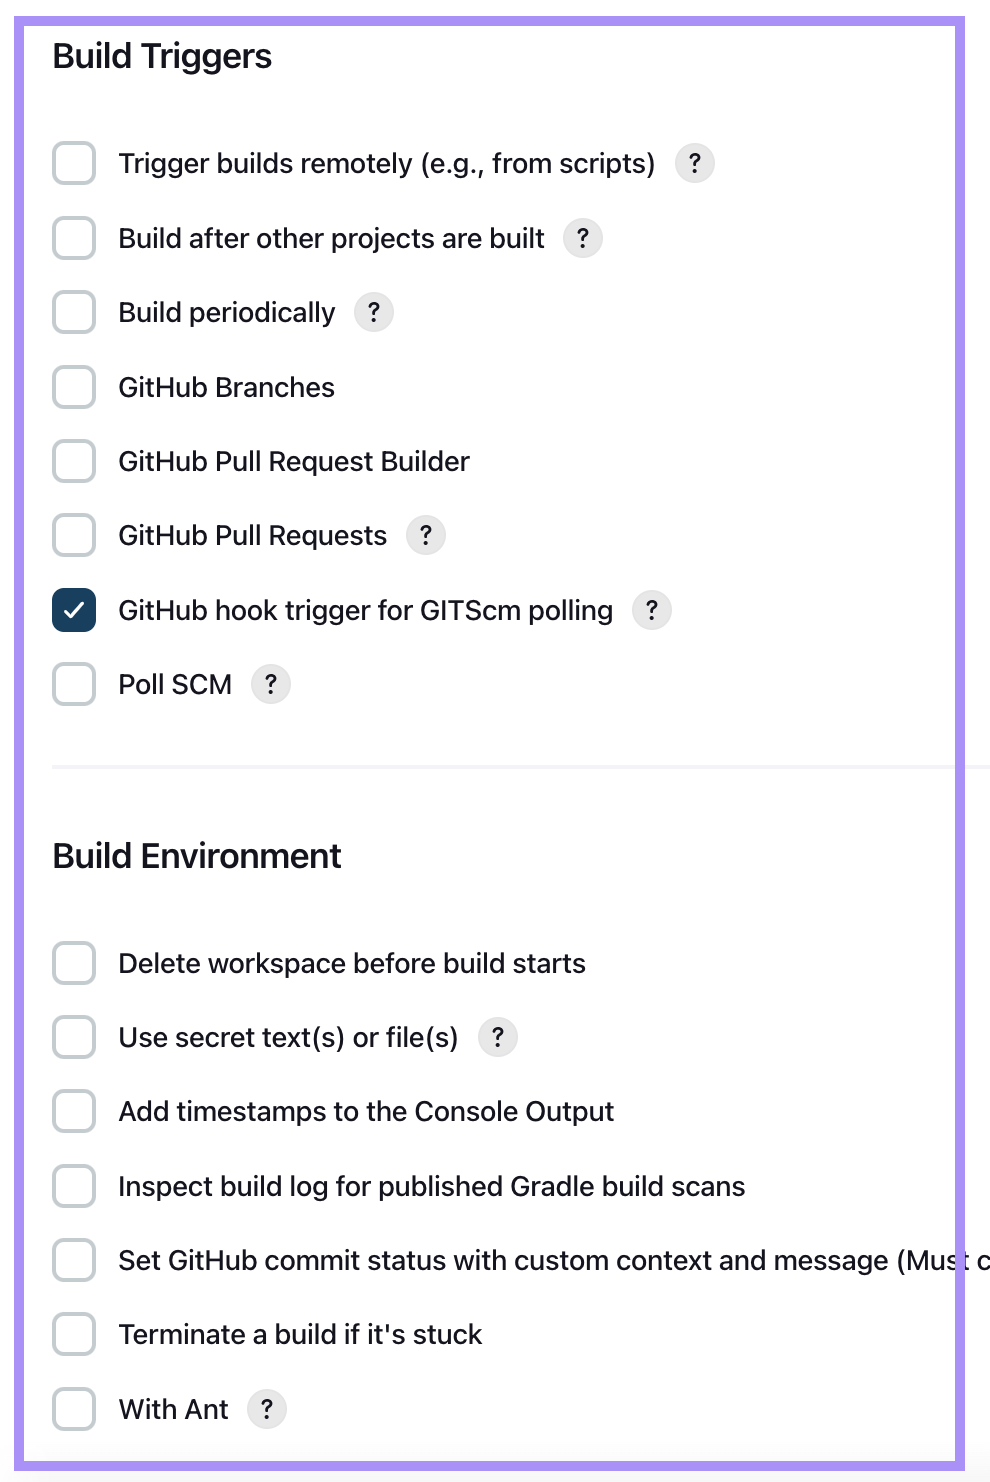 Build Triggers
Trigger builds remotely (e.g., from scripts) ?
Build after other projects are built ?
Build periodically ?
GitHub Branches
GitHub Pull Request Builder
GitHub Pull Requests ?
GitHub hook trigger for GITScm polling ?
Poll SCM ?
Build Environment
Delete workspace before build starts
Use secret text(s) or file(s) ?
Add timestamps to the Console Output
Inspect build log for published Gradle build scans
Set GitHub commit status with custom context and message (Must c
Terminate a build if it's stuck
With Ant ?